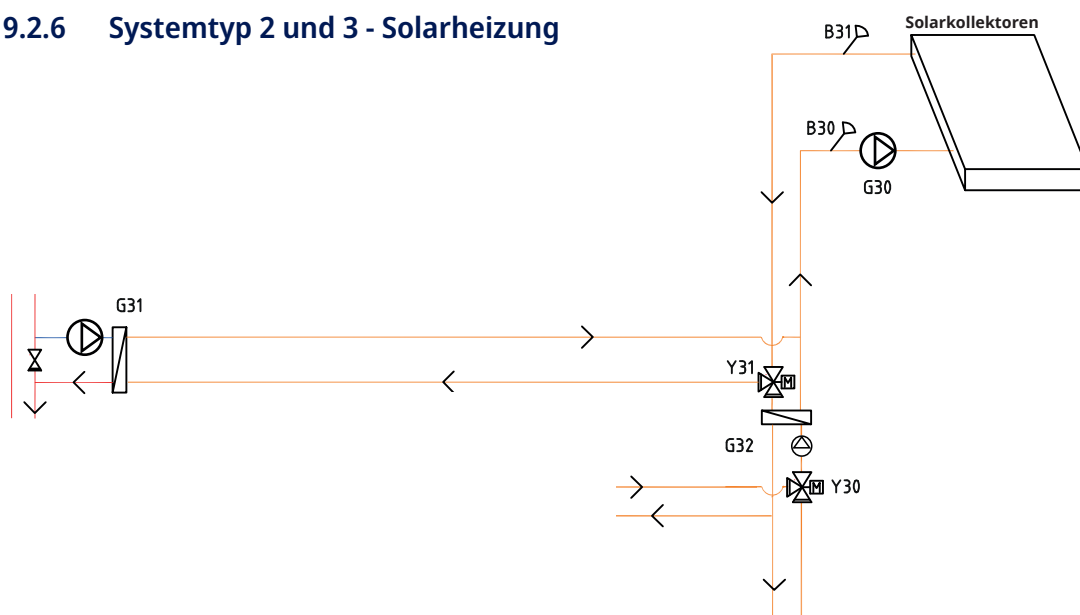 9.2.6 Systemtyp 2 und 3 - Solarheizung
Solarkollektoren
B31
B30
G30
G31
Y31
M
G32
M Y30